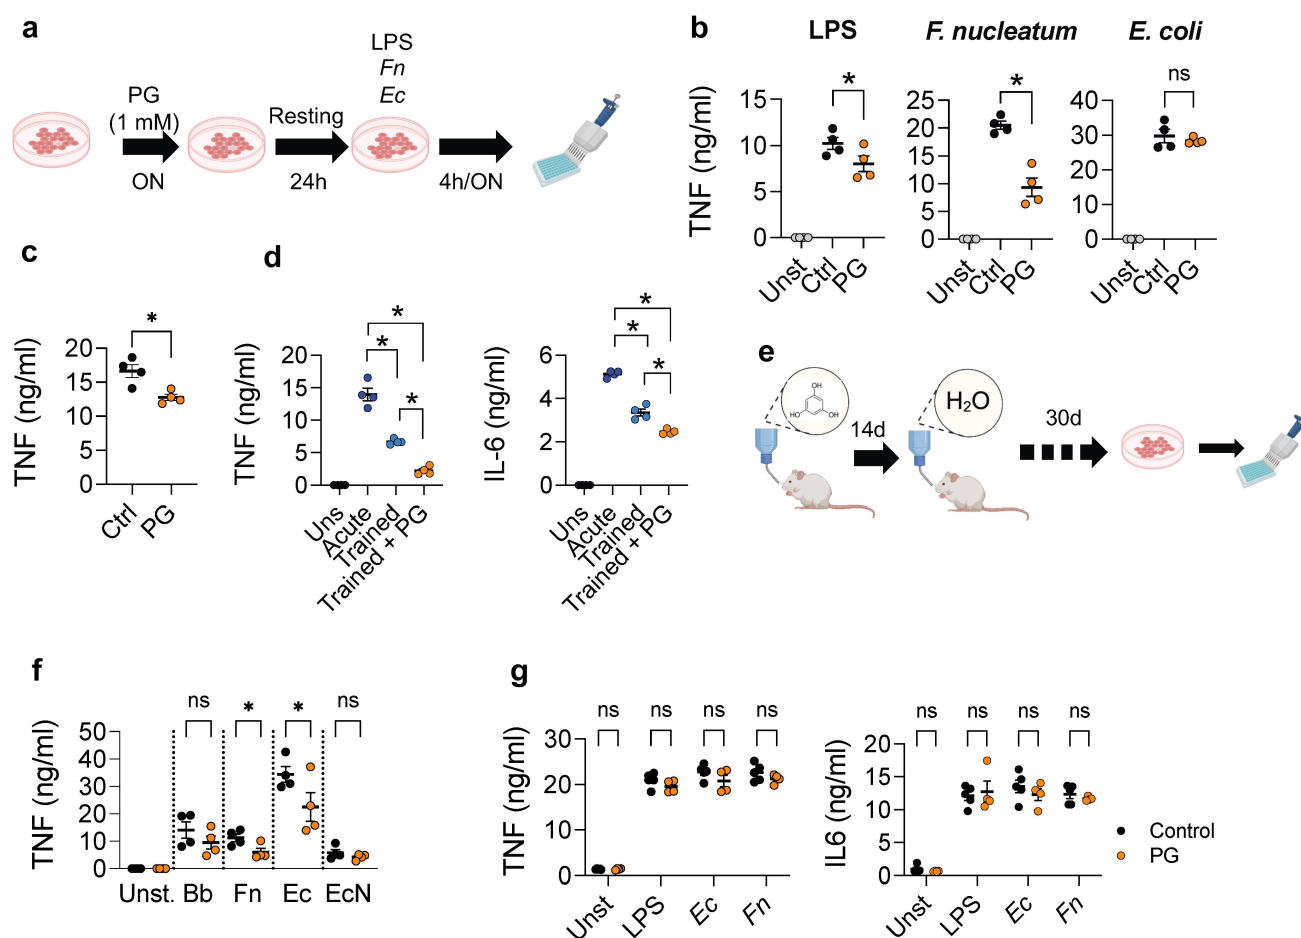 a
PG
(1 mM)
ON
Resting
24h
LPS
Fn
Ec
4h/ON
b
LPS
F. nucleatum
E. coli
TNF (ng/ml)
15
10
5
0
*
Unst
Ctrl
PG
25
20
15
10
5
0
*
Unst
Ctrl
PG
40
30
20
10
0
ns
Unst
Ctrl
PG
c
TNF (ng/ml)
20
15
10
5
0
*
Ctrl
PG
d
TNF (ng/ml)
20
15
10
5
0
*
*
*
Uns
Acute
Trained
Trained + PG
IL-6 (ng/ml)
6
4
2
0
*
*
*
Uns
Acute
Trained
Trained + PG
e
OH
HO
OH
14d
H₂O
30d
f
TNF (ng/ml)
50
40
30
20
10
0
ns
*
*
ns
Unst. Bb Fn Ec EcN
g
TNF (ng/ml)
30
20
10
0
ns ns ns ns
Unst
LPS
Ec
Fn
IL6 (ng/ml)
20
15
10
5
0
ns ns ns ns
Unst
LPS
Ec
Fn
Control
PG